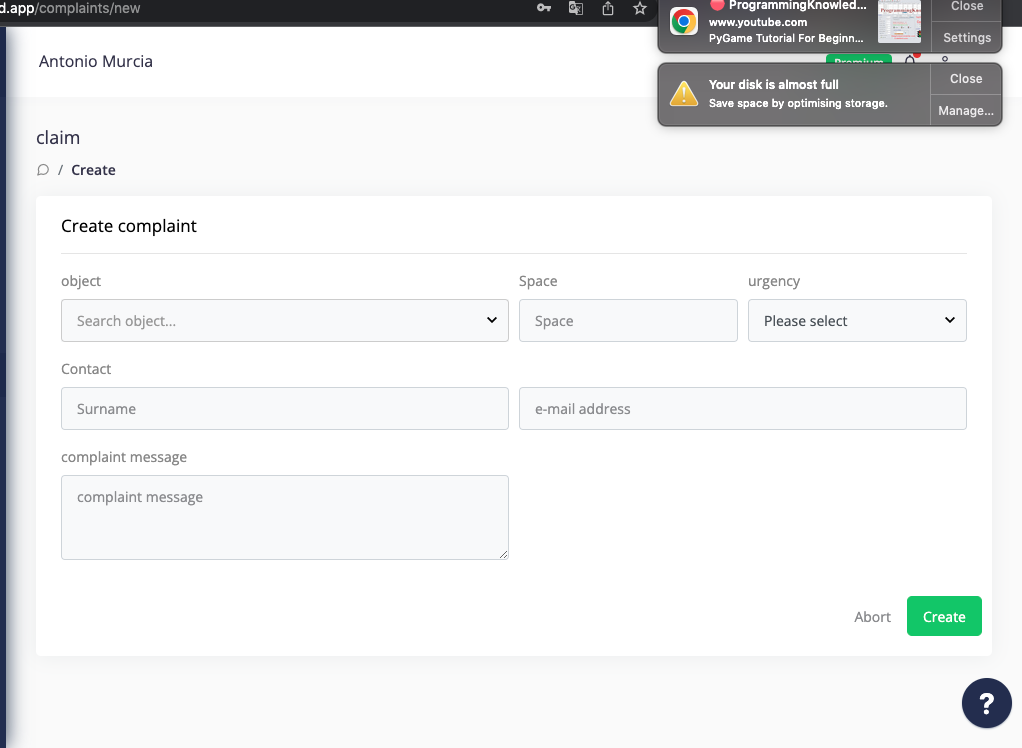 d.app/complaints/new
ProgrammingKnowled...
www.youtube.com
PyGame Tutorial For Beginn...
Close
Settings
Antonio Murcia
Premium
Your disk is almost full
Save space by optimising storage.
Close
Manage...
claim
/ Create
Create complaint
object
Space
urgency
Search object...
Space
Please select
Contact
Surname
e-mail address
complaint message
complaint message
Abort
Create
?